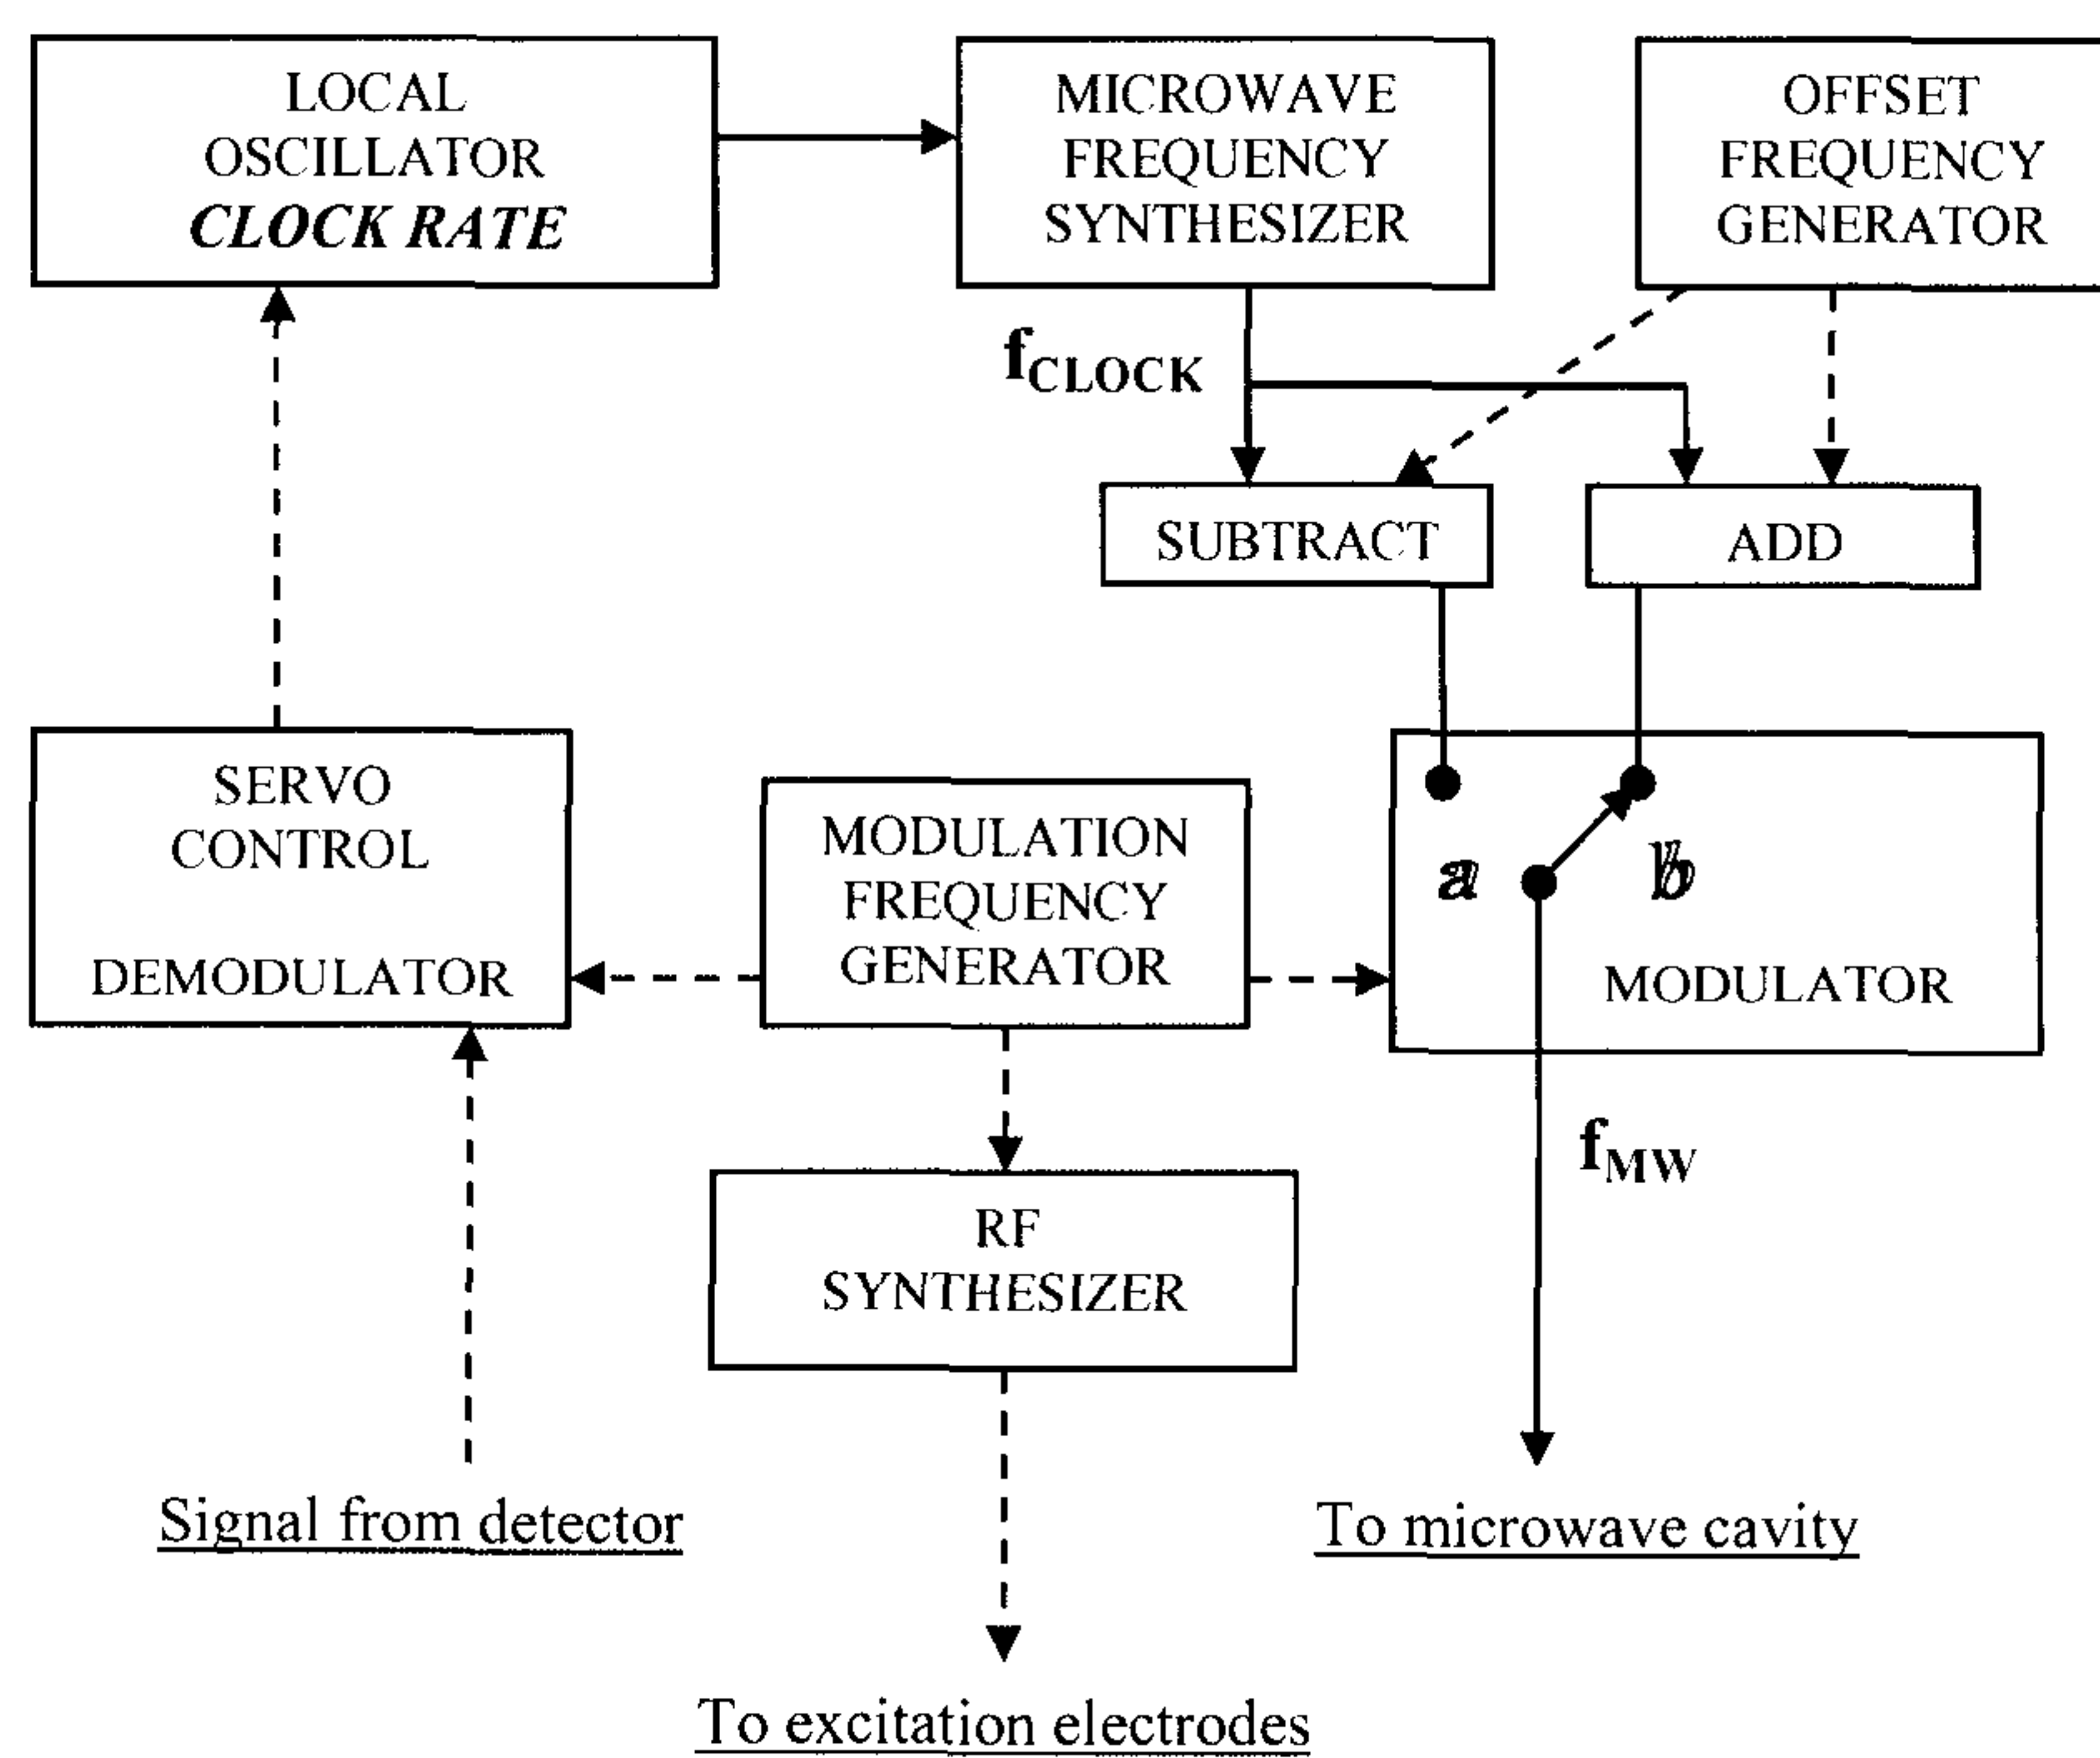 LOCAL
OSCILLATOR
CLOCK RATE
MICROWAVE
FREQUENCY
SYNTHESIZER
OFFSET
FREQUENCY
GENERATOR
fCLOCK
SUBTRACT
ADD
SERVO
CONTROL
DEMODULATOR
MODULATION
FREQUENCY
GENERATOR
a
b
MODULATOR
fMW
RF
SYNTHESIZER
Signal from detector
To microwave cavity
To excitation electrodes